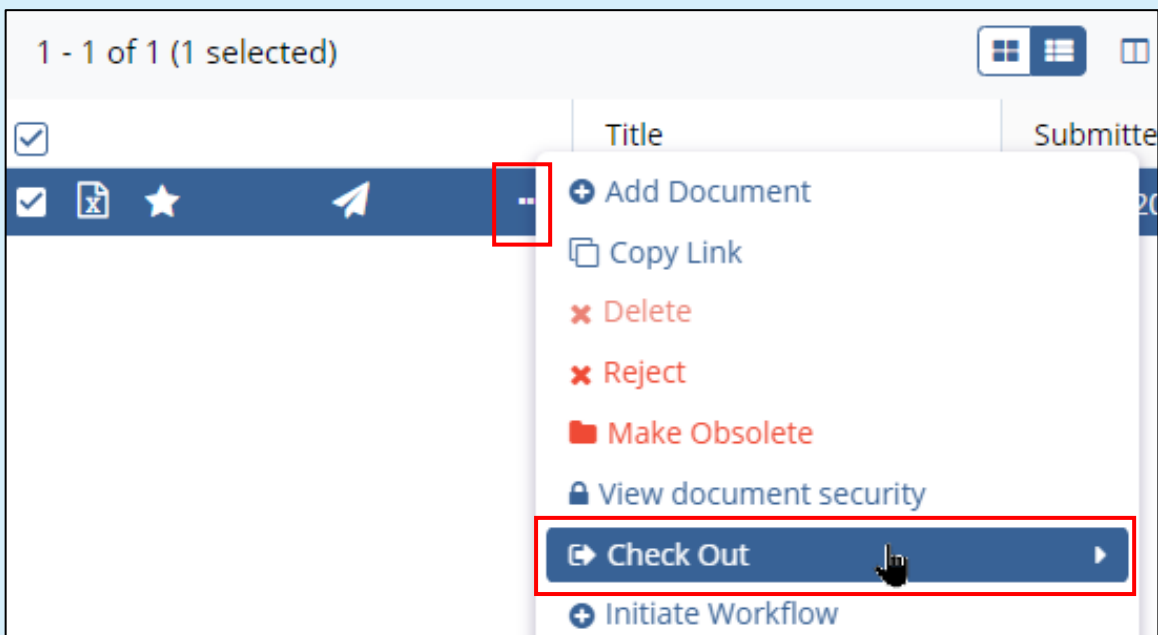 1 - 1 of 1 (1 selected)
Title
Submitte
Add Document
20
Copy Link
Delete
Reject
Make Obsolete
View document security
Check Out
Initiate Workflow